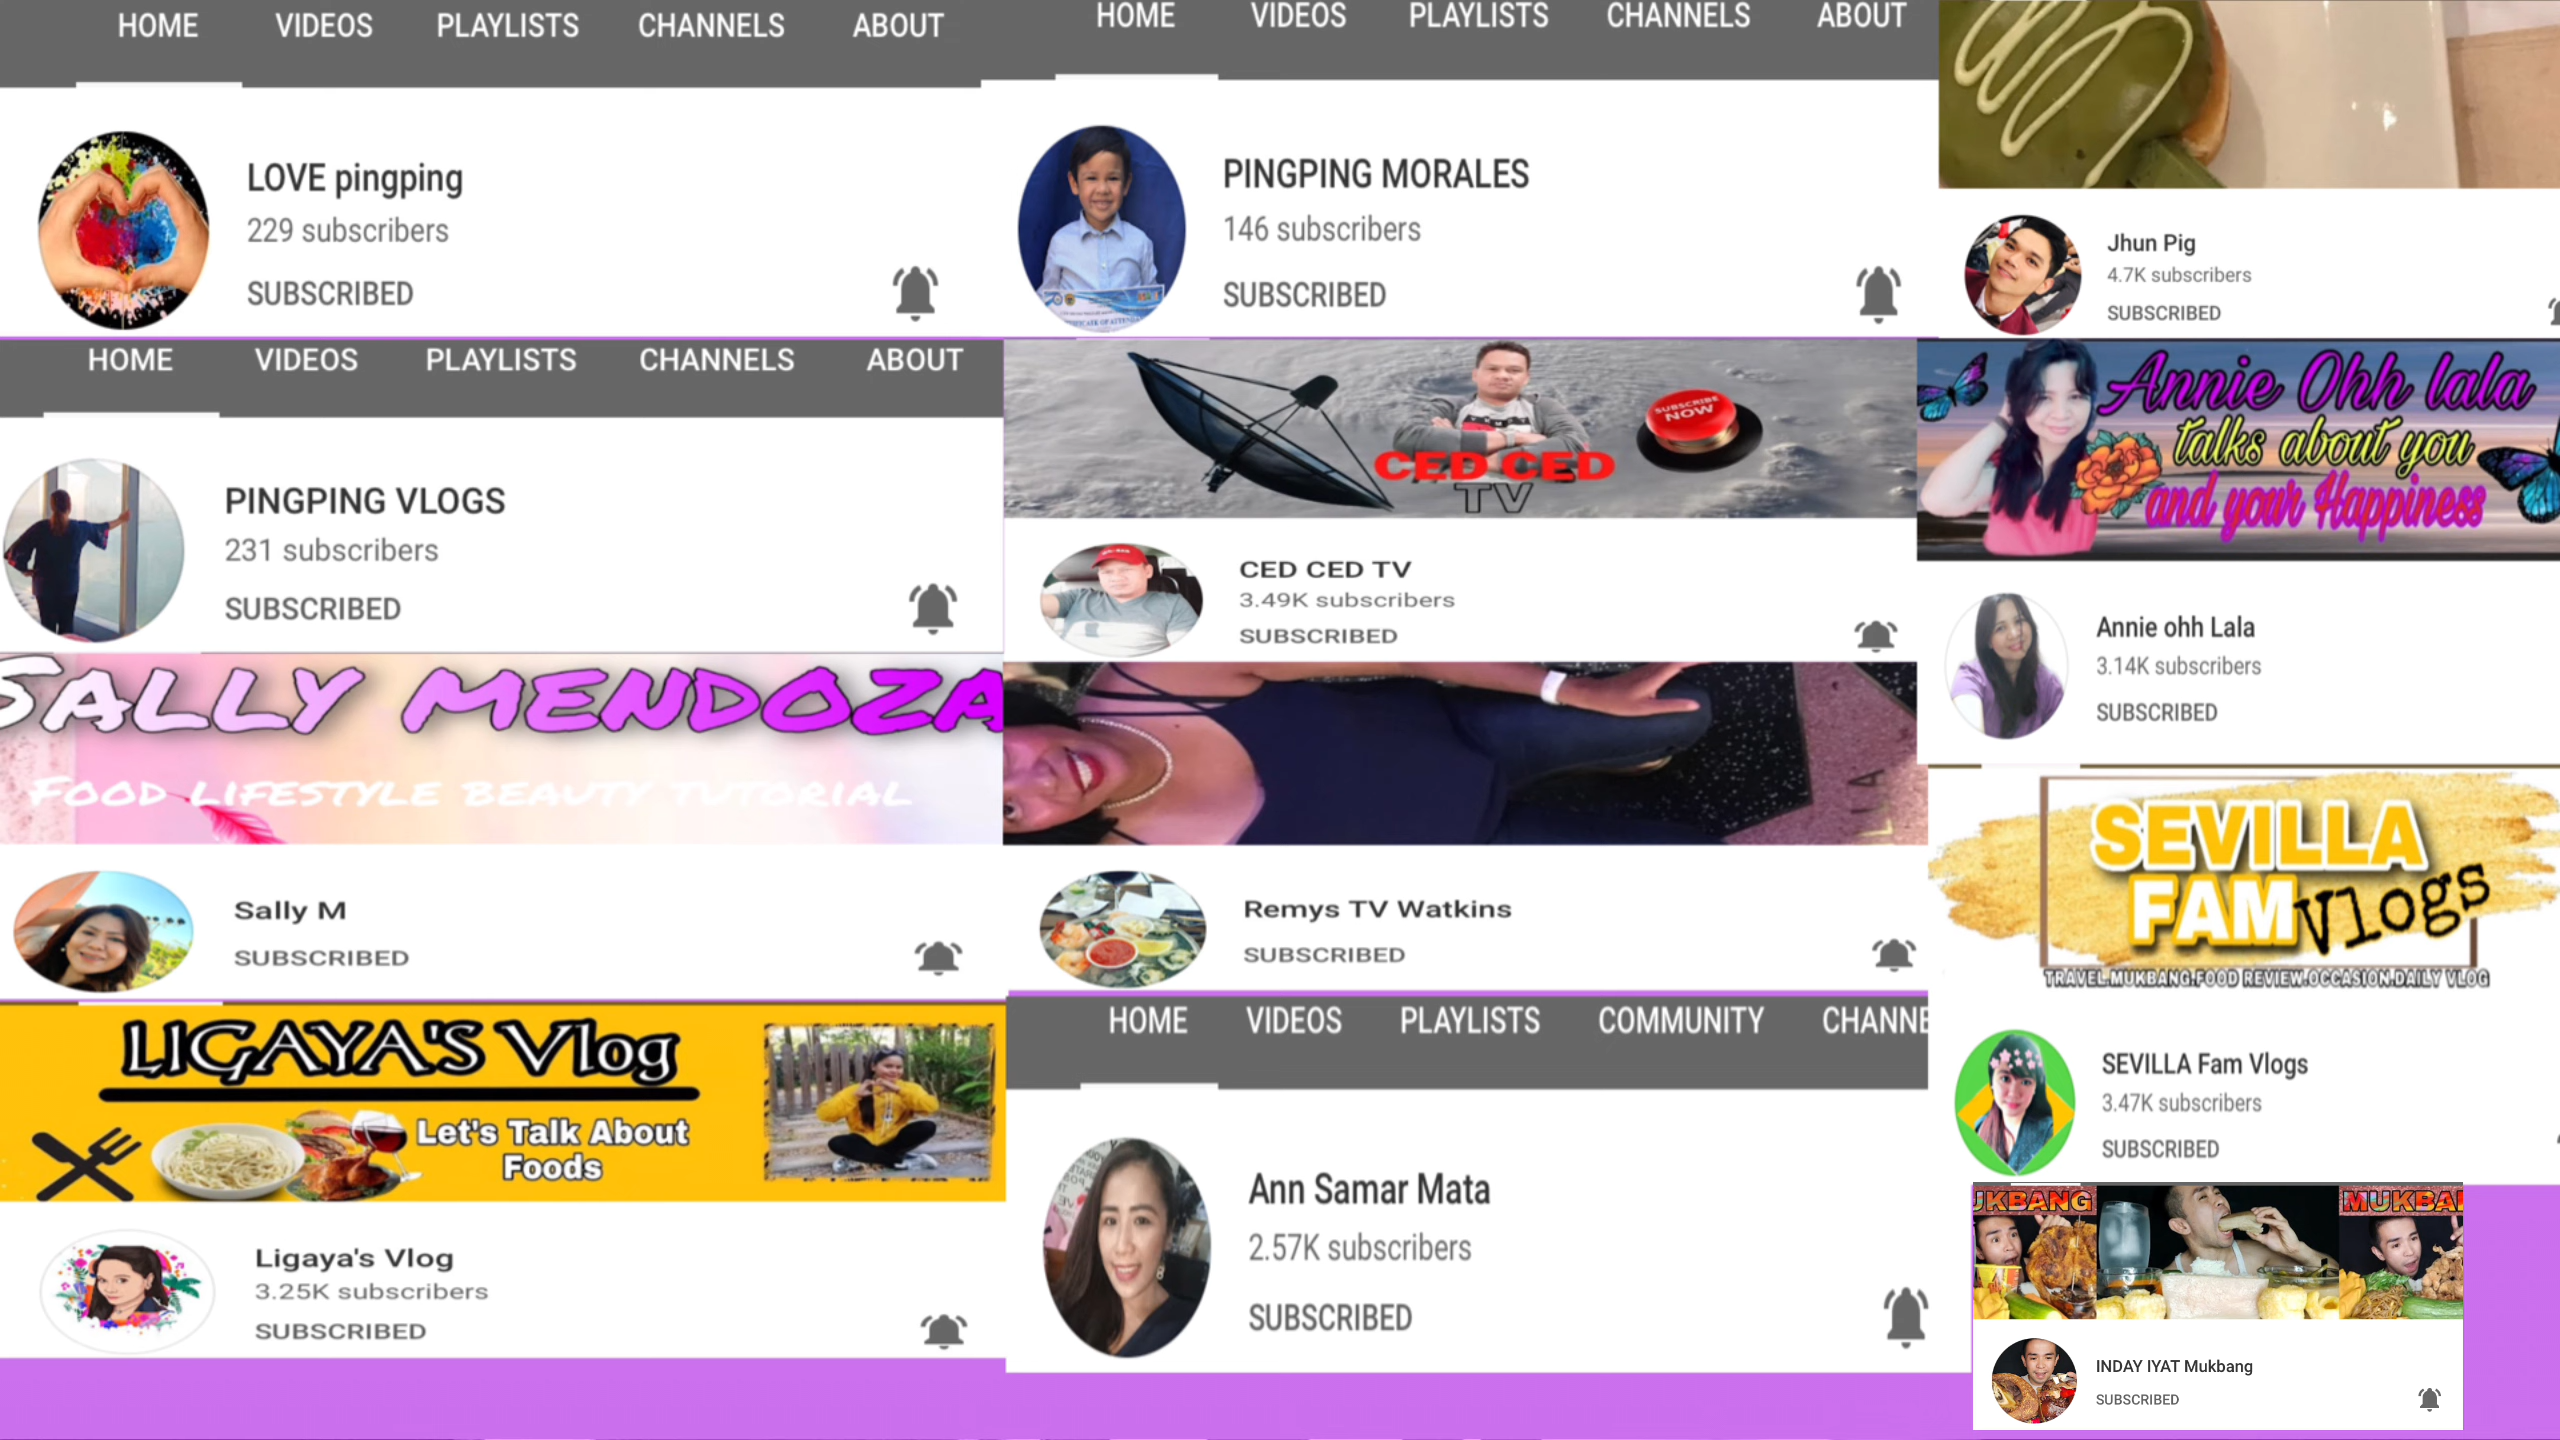 HOME VIDEOS PLAYLISTS CHANNELS ABOUT
LOVE pingping
229 subscribers
SUBSCRIBED
HOME VIDEOS PLAYLISTS CHANNELS ABOUT
PINGPING MORALES
146 subscribers
SUBSCRIBED
Jhun Pig
4.7K subscribers
SUBSCRIBED
HOME VIDEOS PLAYLISTS CHANNELS ABOUT
PINGPING VLOGS
231 subscribers
SUBSCRIBED
SUBSCRIBE
NOW
CED CED
TV
CED CED TV
3.49K subscribers
SUBSCRIBED
Annie Ohh lala
talks about you
and your Happiness
Annie ohh Lala
3.14K subscribers
SUBSCRIBED
SALLY MENDOZA
FOOD LIFESTYLE BEAUTY TUTORIAL
Sally M
SUBSCRIBED
Remys TV Watkins
SUBSCRIBED
SEVILLA
FAM Vlogs
TRAVEL.MUKBANG.FOOD REVIEW.OCCASION.DAILY VLOG
SEVILLA Fam Vlogs
3.47K subscribers
SUBSCRIBED
LIGAYA'S Vlog
Let's Talk About
Foods
Ligaya's Vlog
3.25K subscribers
SUBSCRIBED
HOME VIDEOS PLAYLISTS COMMUNITY CHANNE
Ann Samar Mata
2.57K subscribers
SUBSCRIBED
UKBANG MUKBA
INDAY IYAT Mukbang
SUBSCRIBED